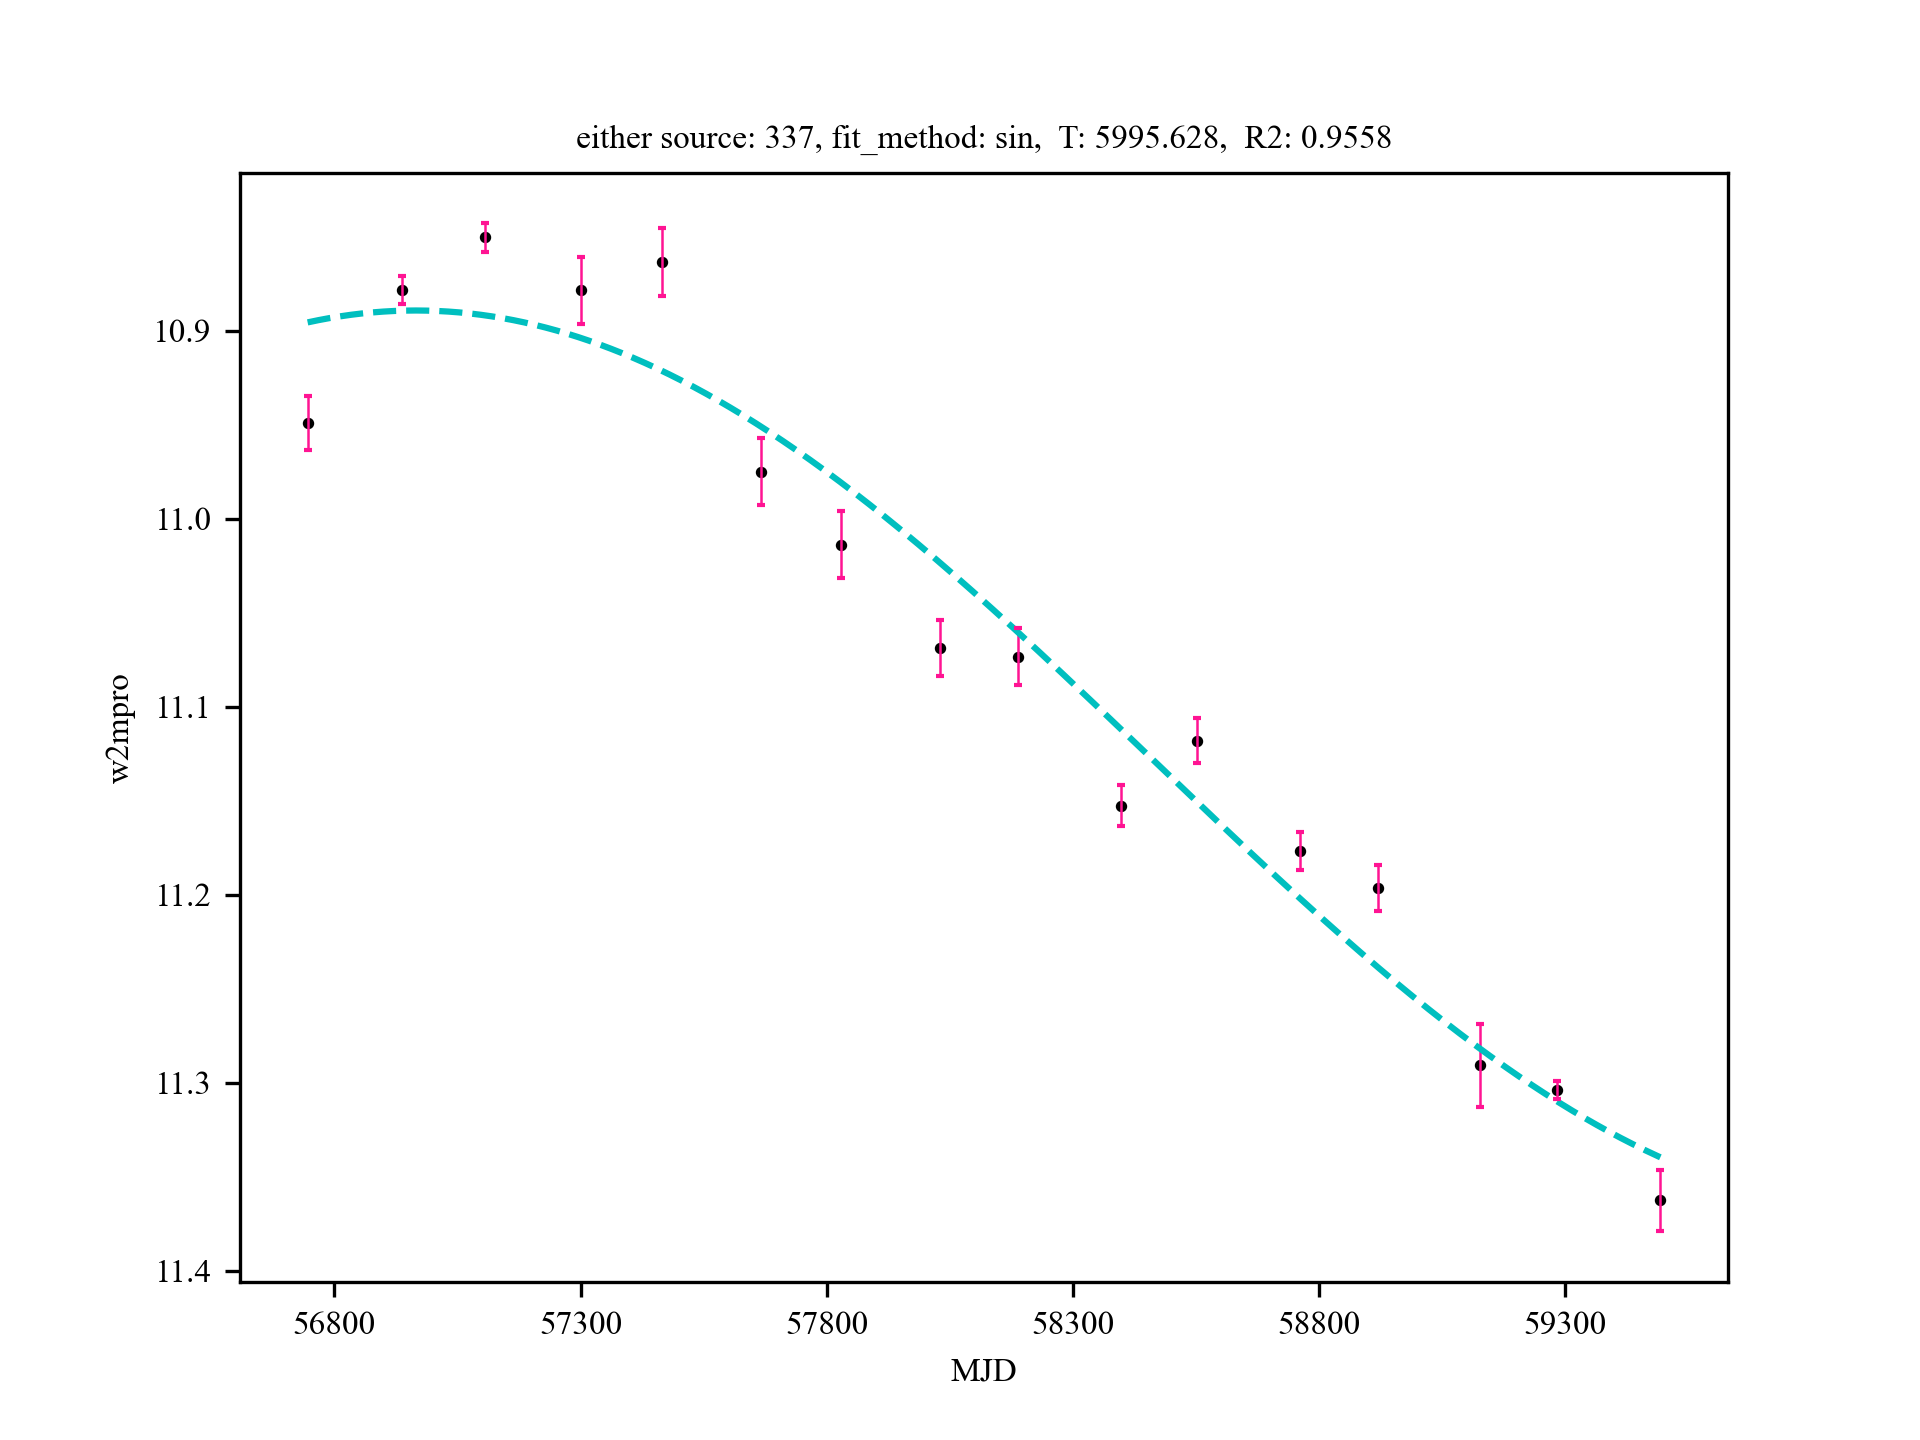 either source: 337, fit_method: sin,  T: 5995.628,  R2: 0.9558
10.9
11.0
11.1
11.2
11.3
11.4
w2mpro
56800 57300 57800 58300 58800 59300
MJD